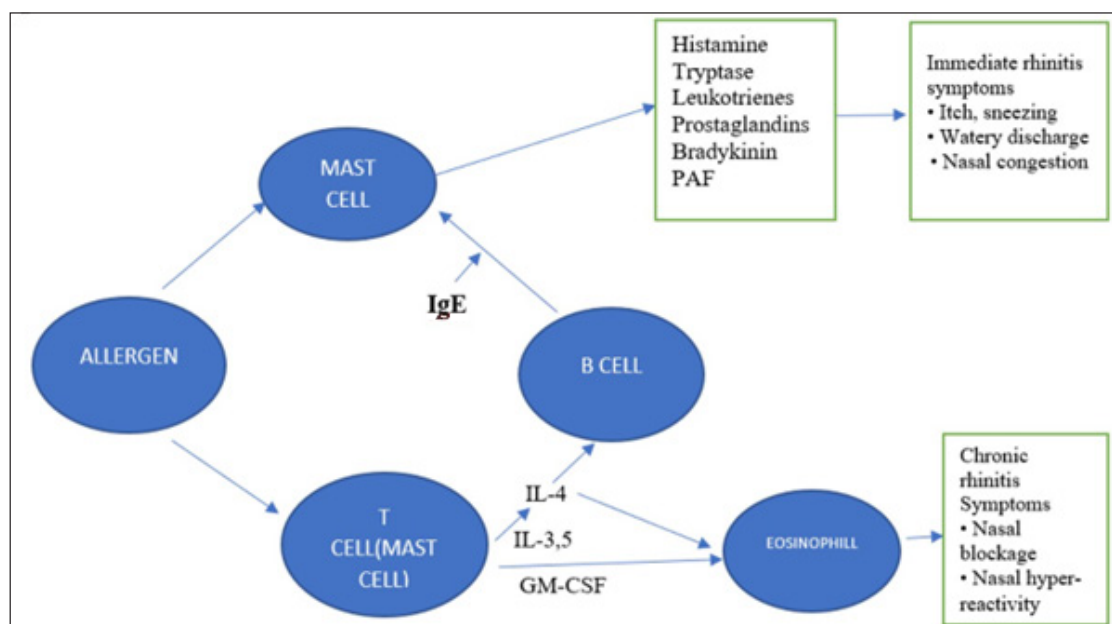 Histamine
Tryptase
Leukotrienes
Prostaglandins
Bradykinin
PAF
Immediate rhinitis
symptoms
• Itch, sneezing
• Watery discharge
• Nasal congestion
MAST
CELL
IgE
ALLERGEN
B CELL
T
CELL(MAST
CELL)
IL-4
IL-3,5
GM-CSF
EOSINOPHILL
Chronic
rhinitis
Symptoms
• Nasal
blockage
• Nasal hyper-
reactivity